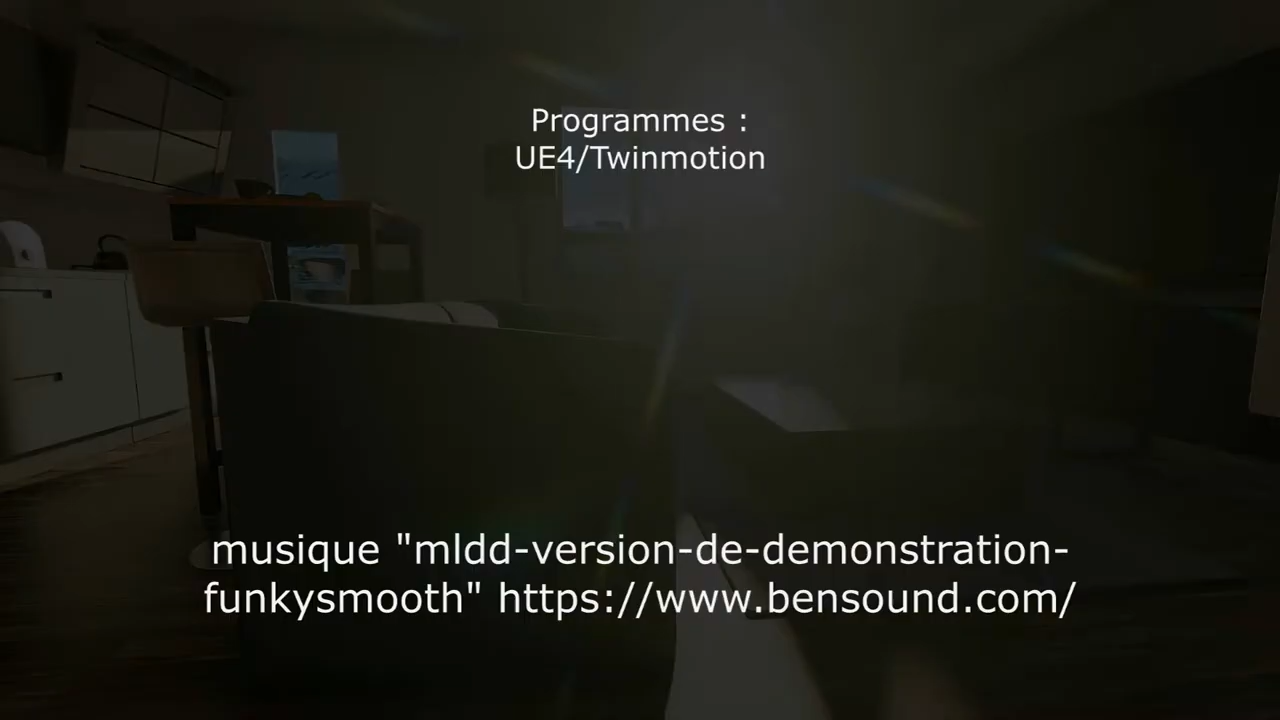 Programmes :
UE4/Twinmotion
musique "mldd-version-de-demonstration-
funkysmooth" https://www.bensound.com/